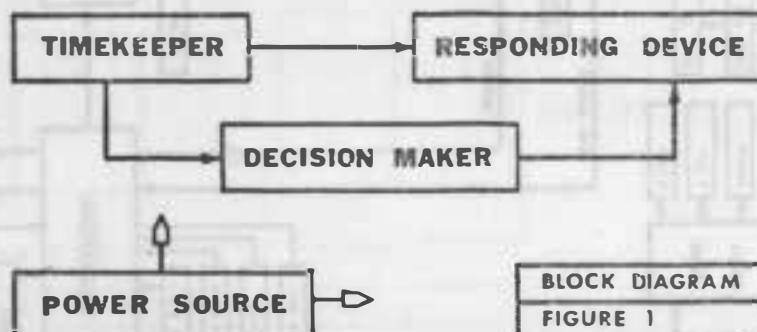 TIMEKEEPER
RESPONDING DEVICE
DECISION MAKER
POWER SOURCE
BLOCK DIAGRAM
FIGURE 1